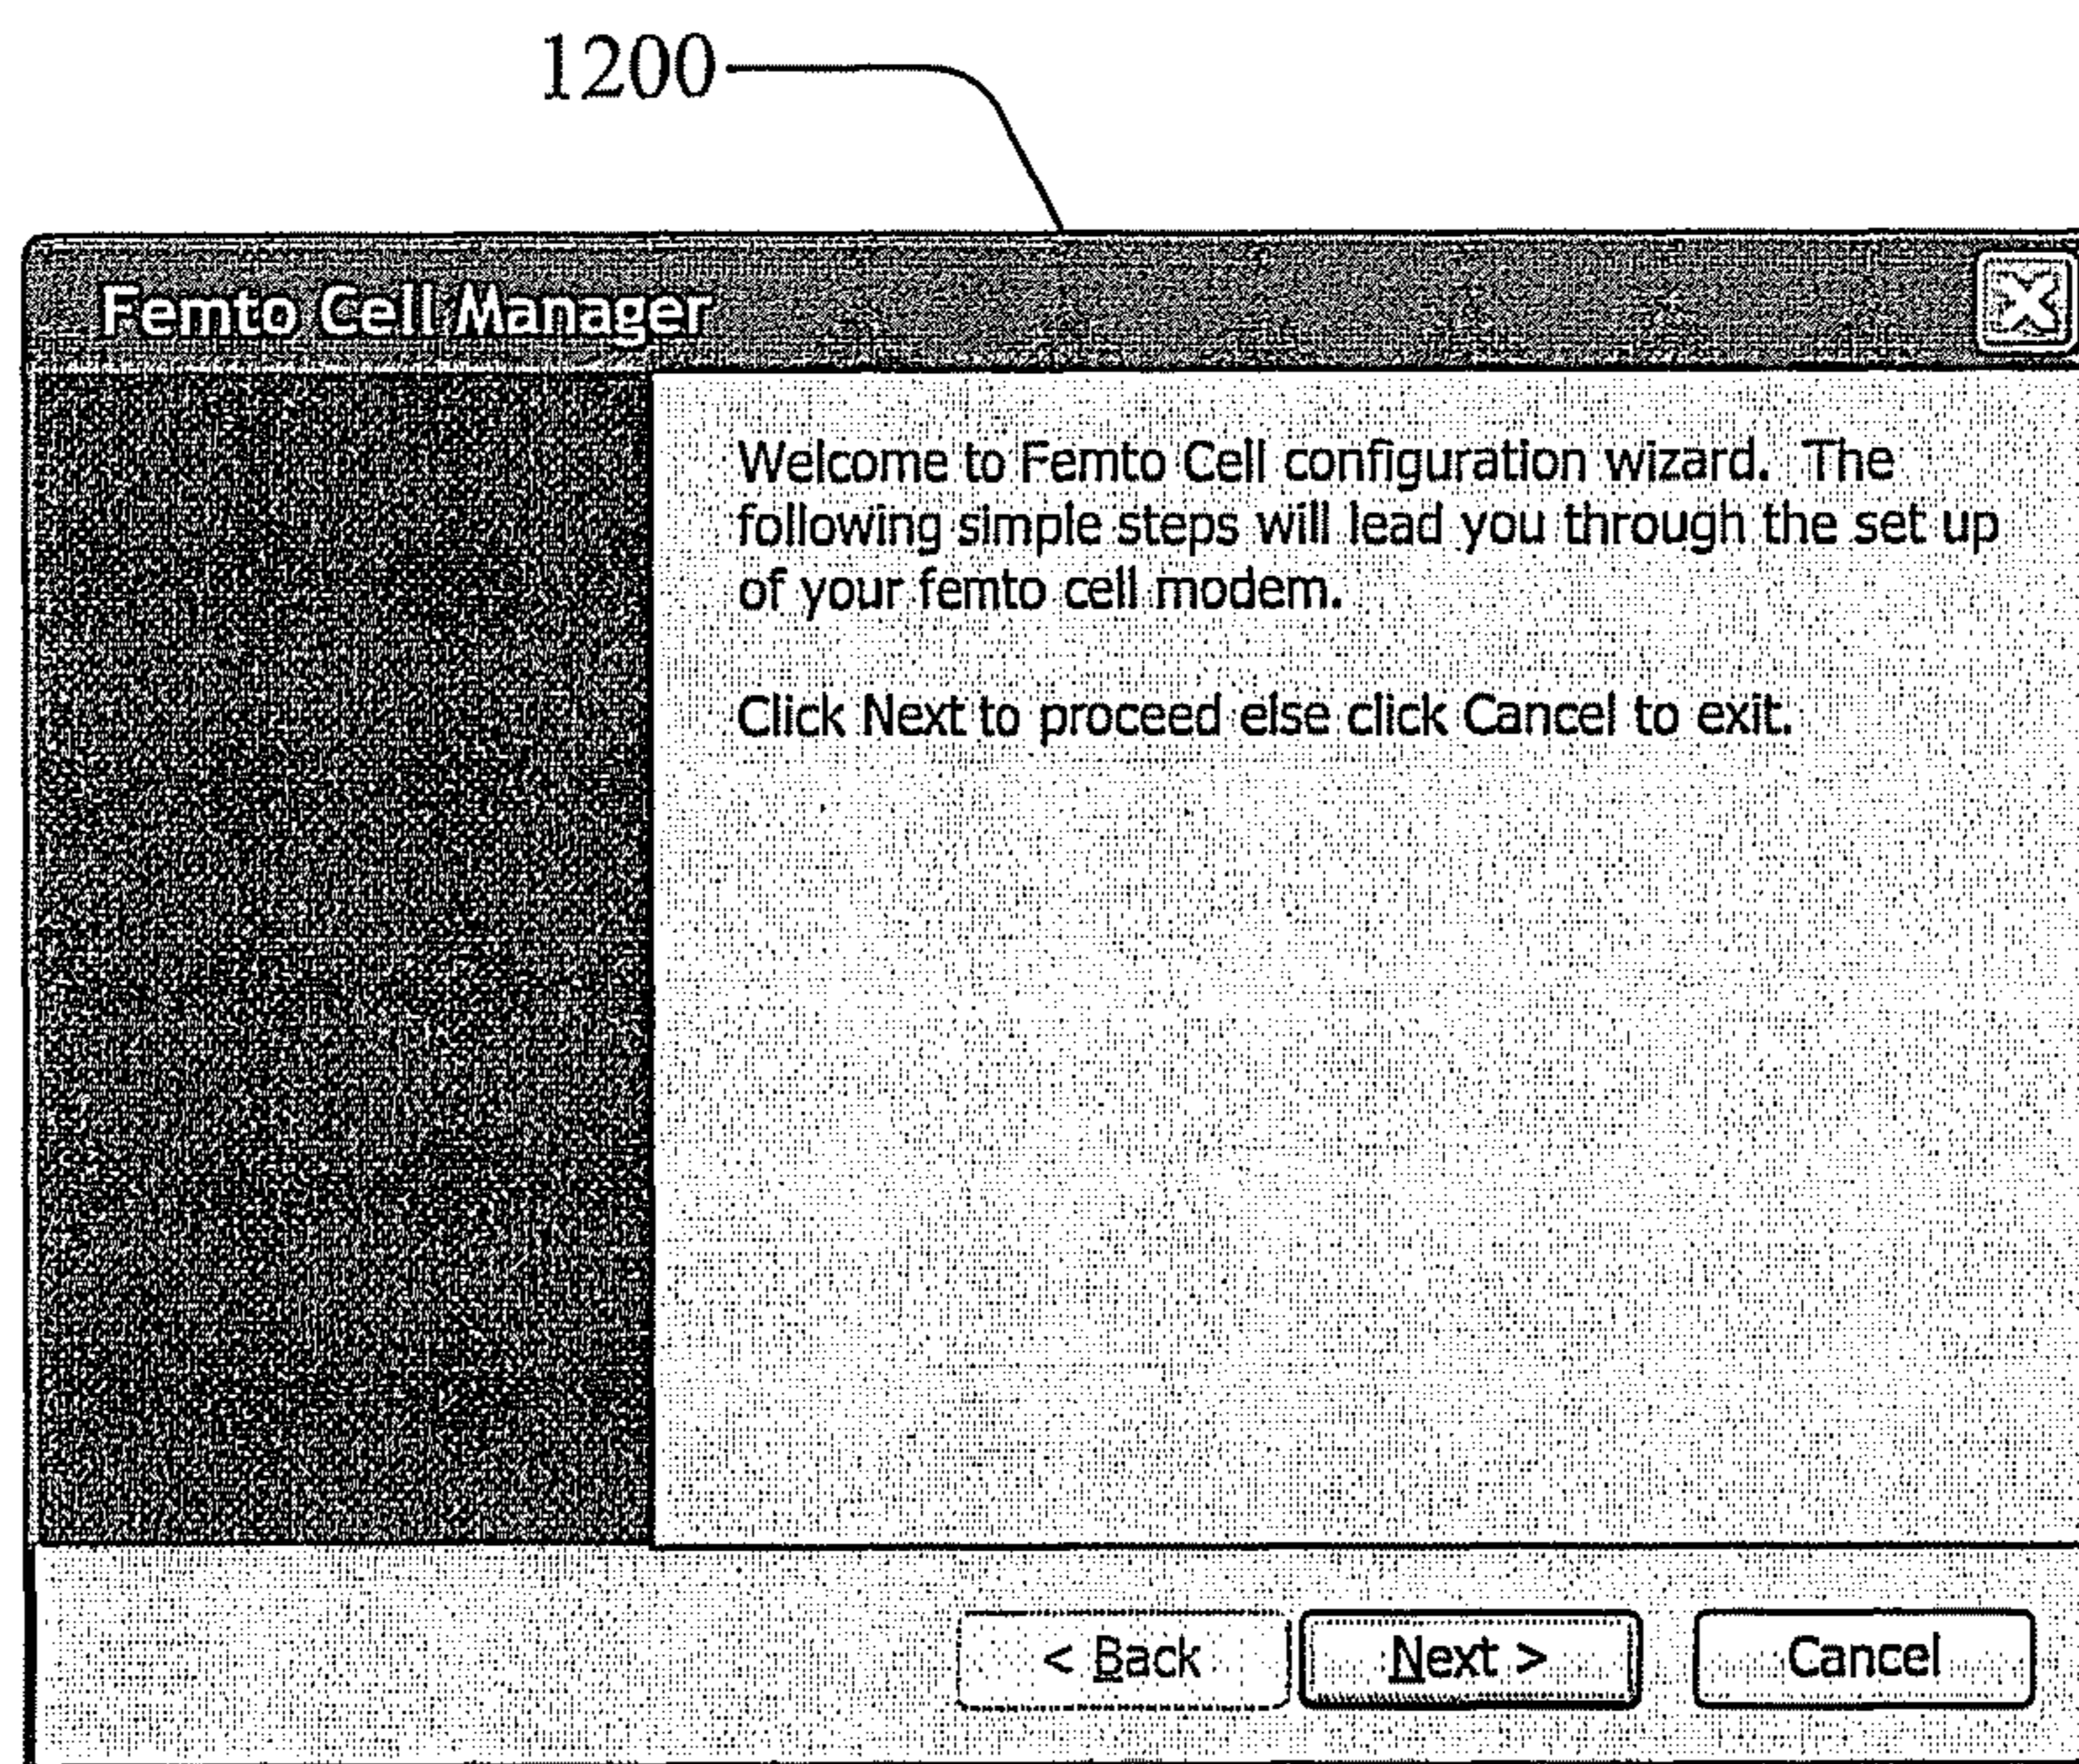 1200
Femto Cell Manager
Welcome to Femto Cell configuration wizard. The
following simple steps will lead you through the set up
of your femto cell modem.
Click Next to proceed else click Cancel to exit.
< Back Next > Cancel